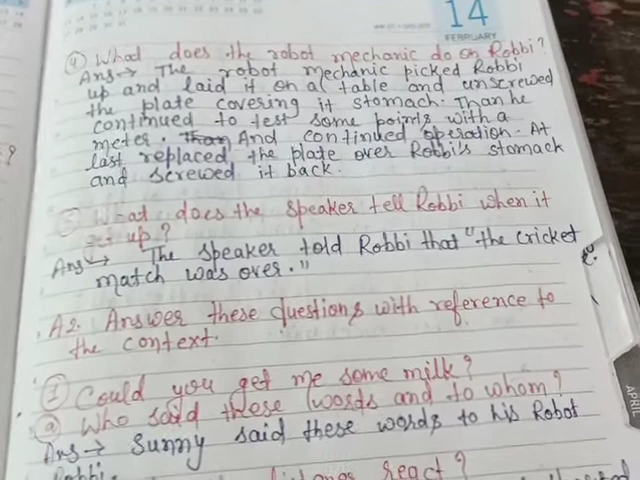 14
FEBRUARY
④ What does the robot mechanic do on Robbi?
Ans→ The robot mechanic picked Robbi
up and laid it on a table and unscrewed
the plate covering it stomach. Than he
continued to test some points with a
meter. Than And continued operation. At
last replaced the plate over Robbi's stomach
and screwed it back.
What does the speaker tell Robbi when it
up?
Ans→ The speaker told Robbi that "the cricket
match was over."
A2. Answer these questions with reference to
the context.
① Could you get me some milk?
ⓐ Who said these words and to whom?
Ans→ Sunny said these words to his Robot
Robbi.
react?
APRIL